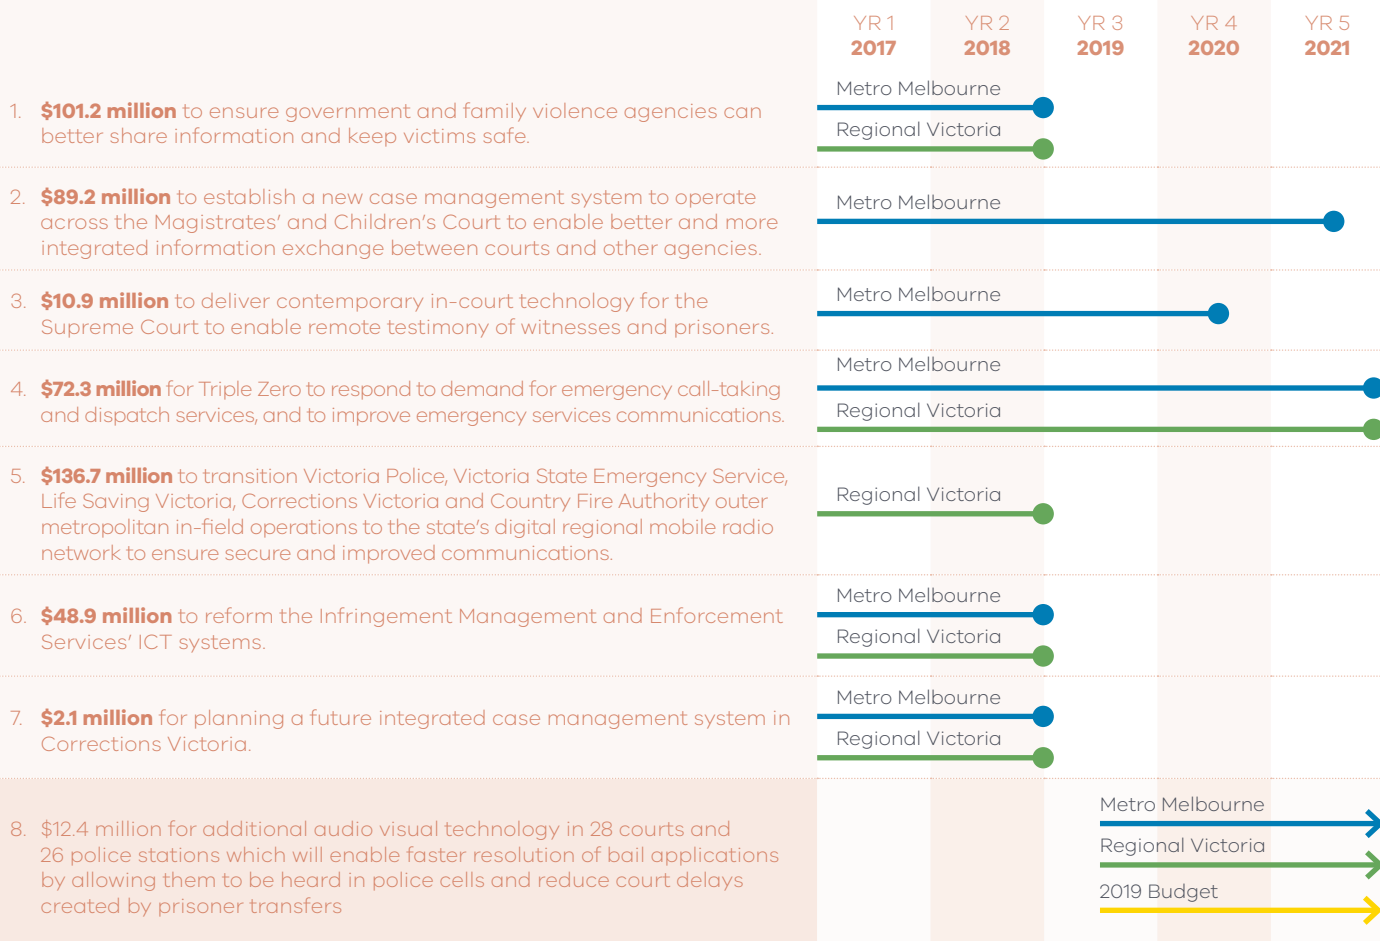 YR 1 YR 2 YR 3 YR 4 YR 5
2017 2018 2019 2020 2021
1. $101.2 million to ensure government and family violence agencies can
better share information and keep victims safe.
Metro Melbourne
Regional Victoria
2. $89.2 million to establish a new case management system to operate
across the Magistrates’ and Children’s Court to enable better and more
integrated information exchange between courts and other agencies.
Metro Melbourne
3. $10.9 million to deliver contemporary in-court technology for the
Supreme Court to enable remote testimony of witnesses and prisoners.
Metro Melbourne
4. $72.3 million for Triple Zero to respond to demand for emergency call-taking
and dispatch services, and to improve emergency services communications.
Metro Melbourne
Regional Victoria
5. $136.7 million to transition Victoria Police, Victoria State Emergency Service,
Life Saving Victoria, Corrections Victoria and Country Fire Authority outer
metropolitan in-field operations to the state’s digital regional mobile radio
network to ensure secure and improved communications.
Regional Victoria
6. $48.9 million to reform the Infringement Management and Enforcement
Services’ ICT systems.
Metro Melbourne
Regional Victoria
7. $2.1 million for planning a future integrated case management system in
Corrections Victoria.
Metro Melbourne
Regional Victoria
8. $12.4 million for additional audio visual technology in 28 courts and
26 police stations which will enable faster resolution of bail applications
by allowing them to be heard in police cells and reduce court delays
created by prisoner transfers
Metro Melbourne
Regional Victoria
2019 Budget